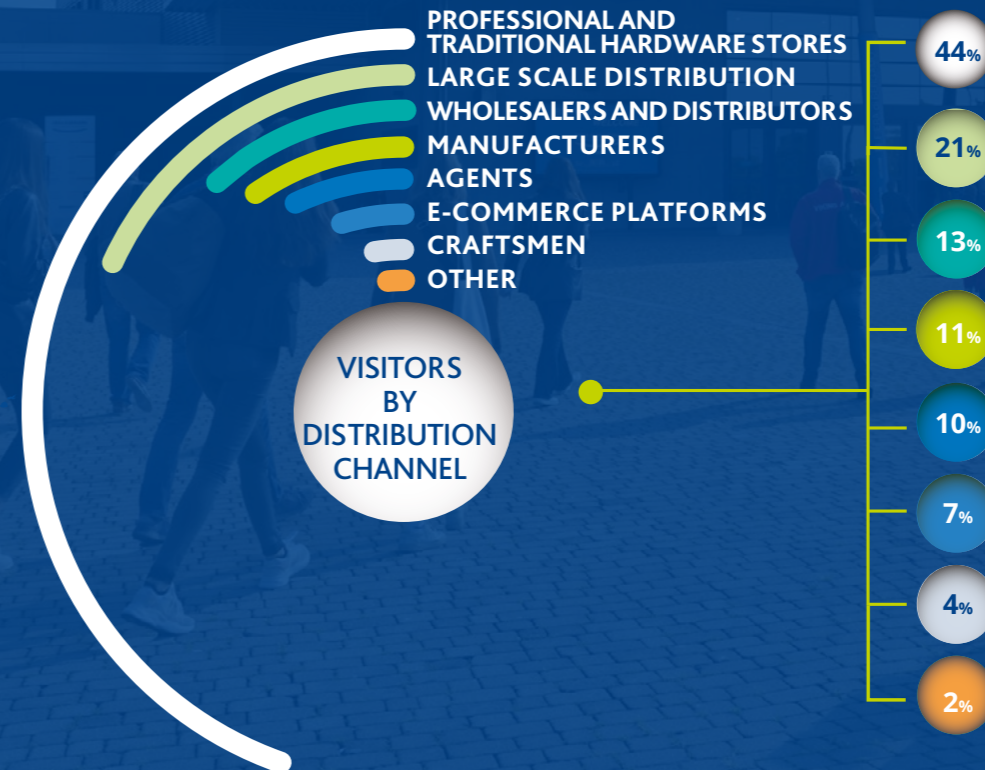 PROFESSIONAL AND
TRADITIONAL HARDWARE STORES
LARGE SCALE DISTRIBUTION
WHOLESALERS AND DISTRIBUTORS
MANUFACTURERS
AGENTS
E-COMMERCE PLATFORMS
CRAFTSMEN
OTHER
VISITORS
BY
DISTRIBUTION
CHANNEL
44%
21%
13%
11%
10%
7%
4%
2%